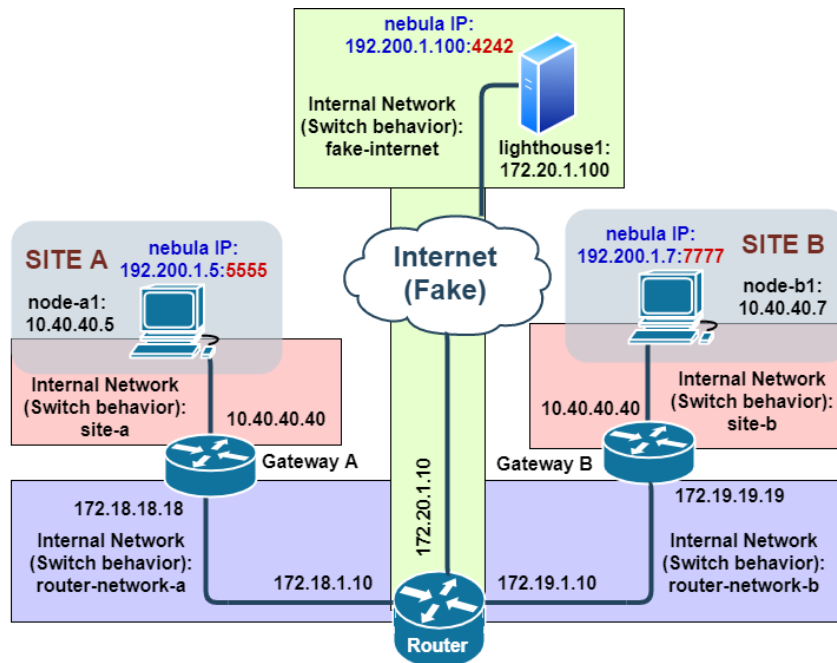 nebula IP:
192.200.1.100:4242
Internal Network
(Switch behavior):
fake-internet
lighthouse1:
172.20.1.100
SITE A
nebula IP:
192.200.1.5:5555
node-a1:
10.40.40.5
Internet
(Fake)
nebula IP:
192.200.1.7:7777
SITE B
node-b1:
10.40.40.7
Internal Network
(Switch behavior):
site-a
10.40.40.40
Gateway A
10.40.40.40
Internal Network
(Switch behavior):
site-b
Gateway B
172.18.18.18
Internal Network
(Switch behavior):
router-network-a
172.18.1.10
172.20.1.10
172.19.1.10
172.19.19.19
Internal Network
(Switch behavior):
router-network-b
Router